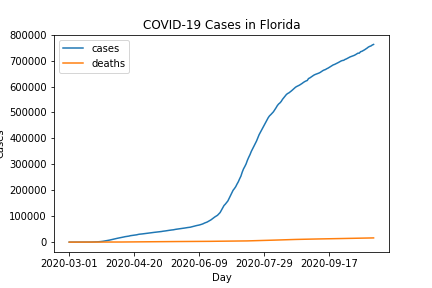 COVID-19 Cases in Florida
cases
deaths
800000
700000
600000
500000
400000
300000
200000
100000
0
cases
2020-03-01 2020-04-20 2020-06-09 2020-07-29 2020-09-17
Day